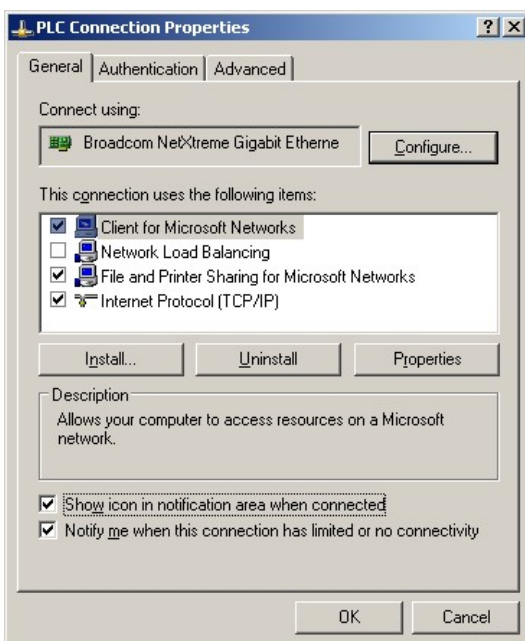 PLC Connection Properties
General Authentication Advanced
Connect using:
Broadcom NetXtreme Gigabit Etherne Configure...
This connection uses the following items:
Client for Microsoft Networks
Network Load Balancing
File and Printer Sharing for Microsoft Networks
Internet Protocol (TCP/IP)
Install... Uninstall Properties
Description
Allows your computer to access resources on a Microsoft
network.
Show icon in notification area when connected
Notify me when this connection has limited or no connectivity
OK Cancel